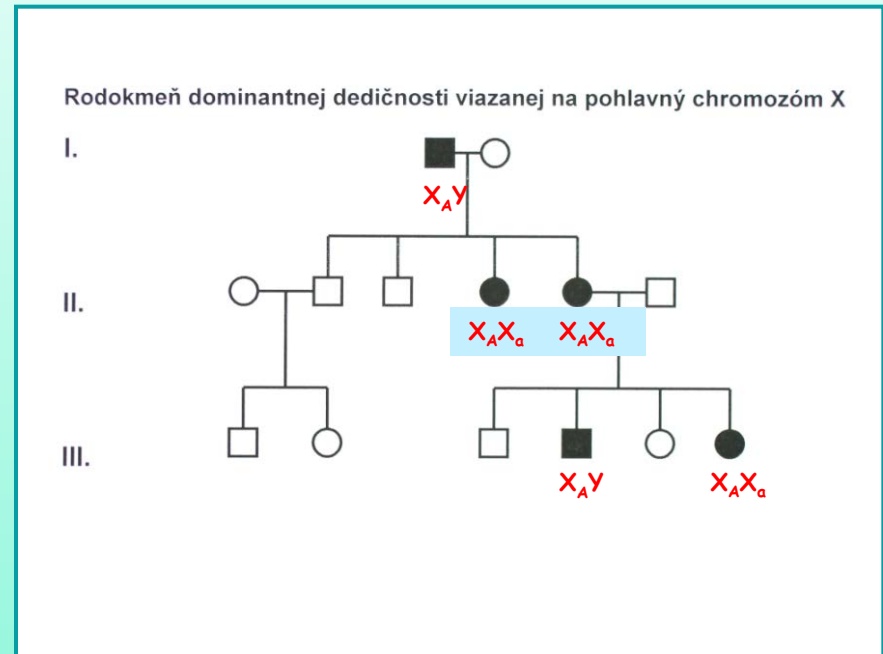 Rodokmeň dominantnej dedičnosti viazanej na pohlavný chromozóm X
I.
XAY
II.
XAXa XAXa
III.
XAY XAXa